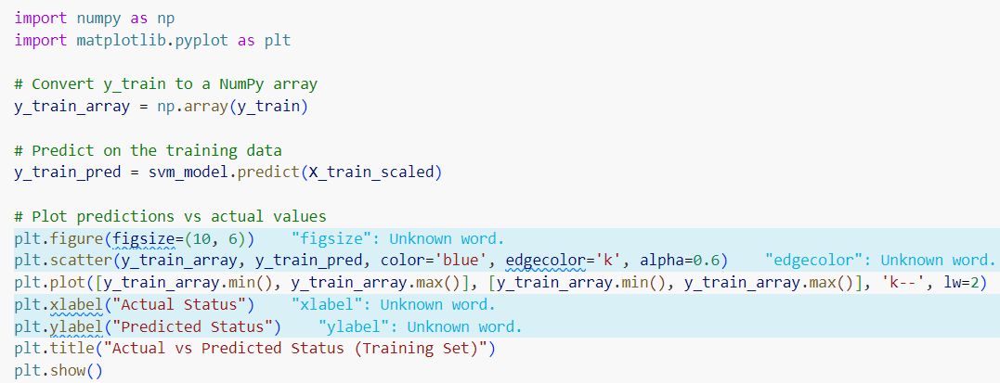 import numpy as np
import matplotlib.pyplot as plt
# Convert y_train to a NumPy array
y_train_array = np.array(y_train)
# Predict on the training data
y_train_pred = svm_model.predict(X_train_scaled)
# Plot predictions vs actual values
plt.figure(figsize=(10, 6))    "figsize": Unknown word.
plt.scatter(y_train_array, y_train_pred, color='blue', edgecolor='k', alpha=0.6)    "edgecolor": Unknown word.
plt.plot([y_train_array.min(), y_train_array.max()], [y_train_array.min(), y_train_array.max()], 'k--', lw=2)
plt.xlabel("Actual Status")    "xlabel": Unknown word.
plt.ylabel("Predicted Status")    "ylabel": Unknown word.
plt.title("Actual vs Predicted Status (Training Set)")
plt.show()